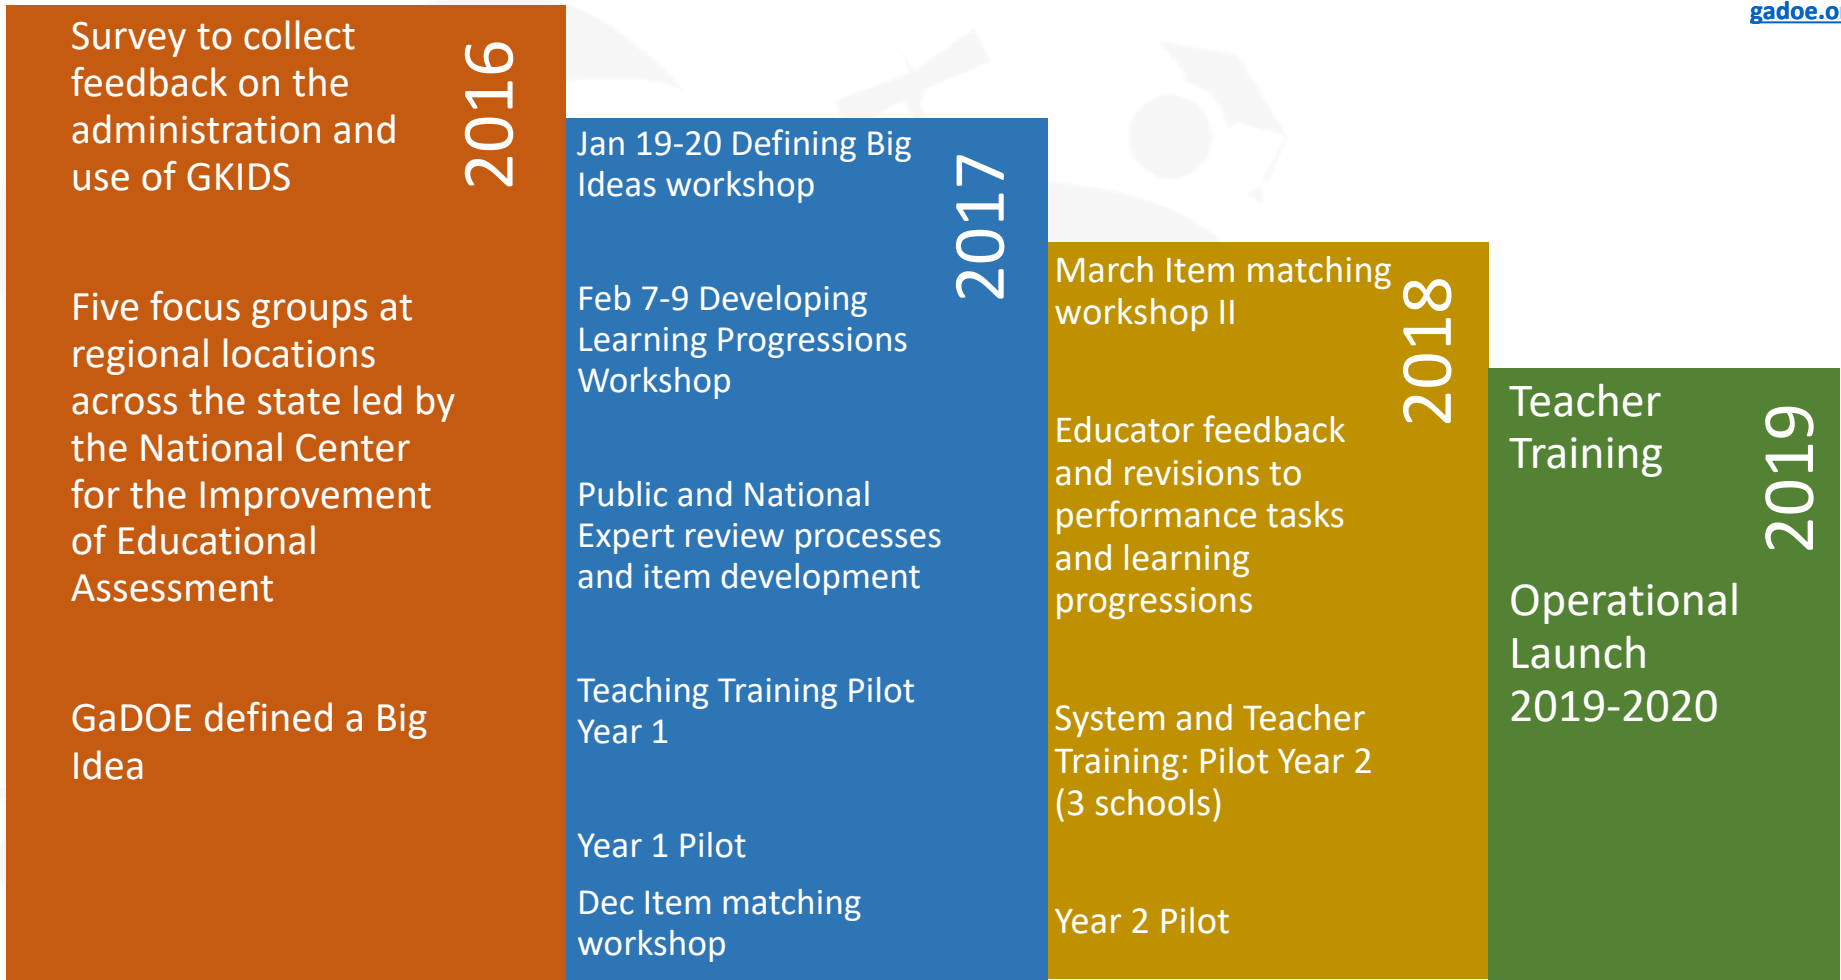 gadoe.o
Survey to collect
feedback on the
administration and
use of GKIDS
2016
Five focus groups at
regional locations
across the state led by
the National Center
for the Improvement
of Educational
Assessment
GaDOE defined a Big
Idea
Jan 19-20 Defining Big
Ideas workshop
2017
Feb 7-9 Developing
Learning Progressions
Workshop
Public and National
Expert review processes
and item development
Teaching Training Pilot
Year 1
Year 1 Pilot
Dec Item matching
workshop
March Item matching
workshop II
2018
Educator feedback
and revisions to
performance tasks
and learning
progressions
System and Teacher
Training: Pilot Year 2
(3 schools)
Year 2 Pilot
Teacher
Training
2019
Operational
Launch
2019-2020